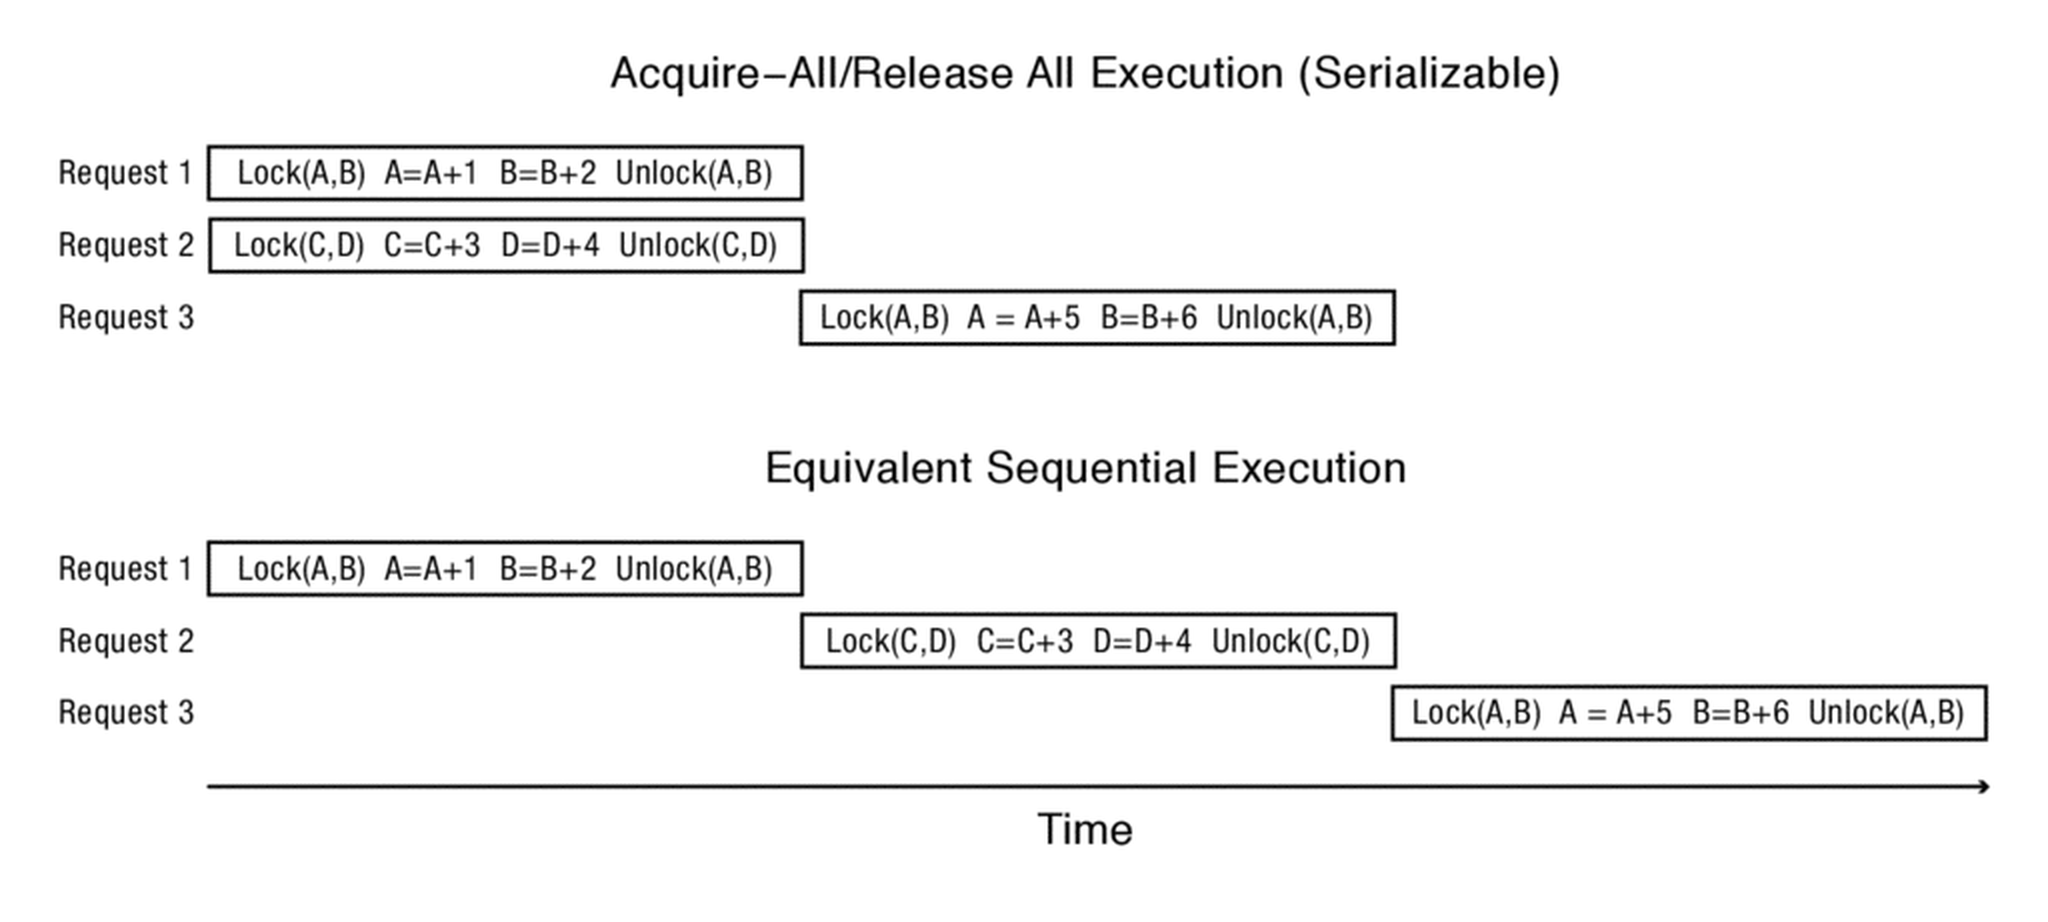 Acquire–All/Release All Execution (Serializable)
Request 1 Lock(A,B) A=A+1 B=B+2 Unlock(A,B)
Request 2 Lock(C,D) C=C+3 D=D+4 Unlock(C,D)
Request 3 Lock(A,B) A = A+5 B=B+6 Unlock(A,B)
Equivalent Sequential Execution
Request 1 Lock(A,B) A=A+1 B=B+2 Unlock(A,B)
Request 2 Lock(C,D) C=C+3 D=D+4 Unlock(C,D)
Request 3 Lock(A,B) A = A+5 B=B+6 Unlock(A,B)
Time